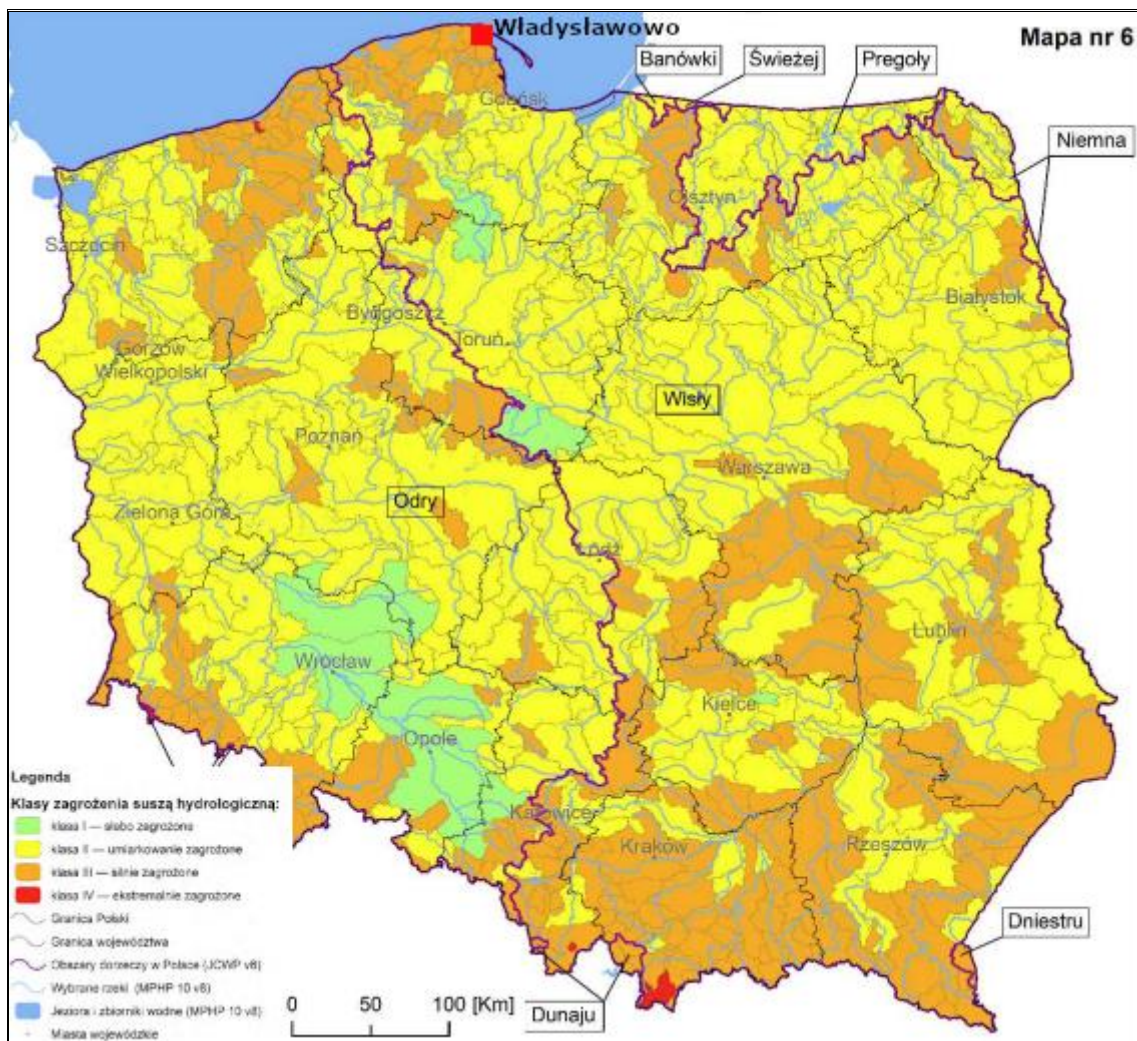 Władysławowo
Mapa nr 6
Banówki
Świeżej
Pregoły
Gdańsk
Niemna
Olsztyn
Szczecin
Białystok
Bydgoszcz
Toruń
Gorzów
Wielkopolski
Wisły
Poznań
Warszawa
Odry
Zielona Góra
Łódź
Lublin
Wrocław
Kielce
Opole
Legenda
Klasy zagrożenia suszą hydrologiczną:
klasa I — słabo zagrożone
klasa II — umiarkowanie zagrożone
klasa III — silnie zagrożone
klasa IV — ekstremalnie zagrożone
Granica Polski
Granica województwa
Obszary dorzeczy w Polsce (JCWP v6)
Wybrane rzeki (MPHP 10 v8)
Jeziora i zbiorniki wodne (MPHP 10 v8)
Miasta wojewódzkie
Katowice
Kraków
Rzeszów
Dniestru
0 50 100 [Km]
Dunaju